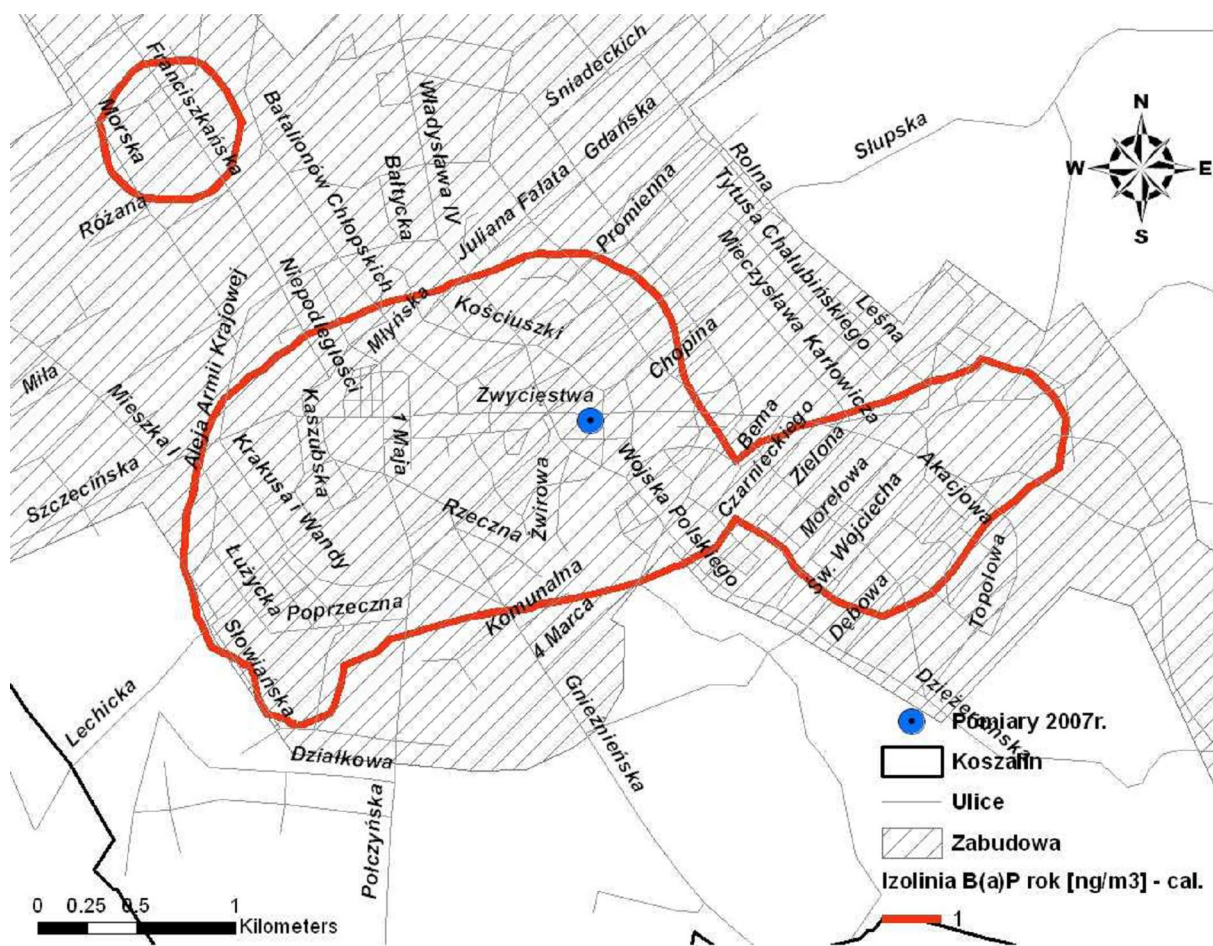 Franciszkańska
Morska
Różana
Batalionów Chłopskich
Władysława IV
Bałtycka
Śniadeckich
Gdańska
Juliana Fałata
Promienna
Rolna
Tytusa Chałubińskiego
Mieczysława Karłowicza
Leśna
Słupska
N
W
E
S
Niepodległości
Młyńska
Kościuszki
Chopina
Aleja Armii Krajowej
Miła
Mieszka I
Szczecińska
Zwycięstwa
Kaszubska
1 Maja
Krakusa i Wandy
Rzeczna
Żwirowa
Wojska Polskiego
Bema
Czarnieckiego
Zielona
Morelowa
Św. Wojciecha
Akacjowa
Dębowa
Topolowa
Łużycka
Poprzeczna
Komunalna
4 Marca
Słowiańska
Lechicka
Działkowa
Połczyńska
Gnieźnieńska
Dzierżęcińska
Pomiary 2007r.
Koszalin
Ulice
Zabudowa
Izolinia B(a)P rok [ng/m3] - cal.
1
0 0.25 0.5 1
Kilometers